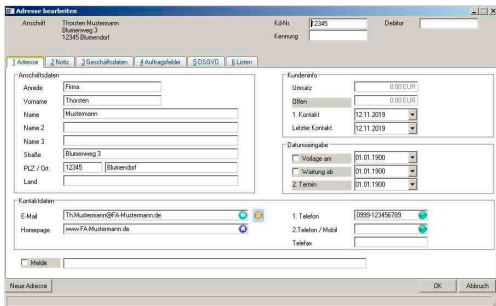 Adresse bearbeiten
Anschrift Thorsten Mustermann Kd-Nr. 12345 Debitor
Blumenweg 3
12345 Blumendorf Kennung
1 Adresse 2 Notiz 3 Geschäftsdaten 4 Auftragsfelder 5 DSGVO 6 Listen
Anschriftsdaten
Anrede Firma
Vorname Thorsten
Name Mustermann
Name 2
Name 3
Straße Blumenweg 3
PLZ / Ort 12345 Blumendorf
Land
Kundeninfo
Umsatz 0.00 EUR
Offen 0.00 EUR
1. Kontakt 12.11.2019
Letzter Kontakt 12.11.2019
Datumseingabe
Vorlage am 01.01.1900
Wartung ab 01.01.1900
2. Termin 01.01.1900
Kontaktdaten
E-Mail Th.Mustermann@FA-Mustermann.de
Homepage www.FA-Mustermann.de
1. Telefon 0999-123456789
2.Telefon / Mobil
Telefax
Melde
Neue Adresse OK Abbruch